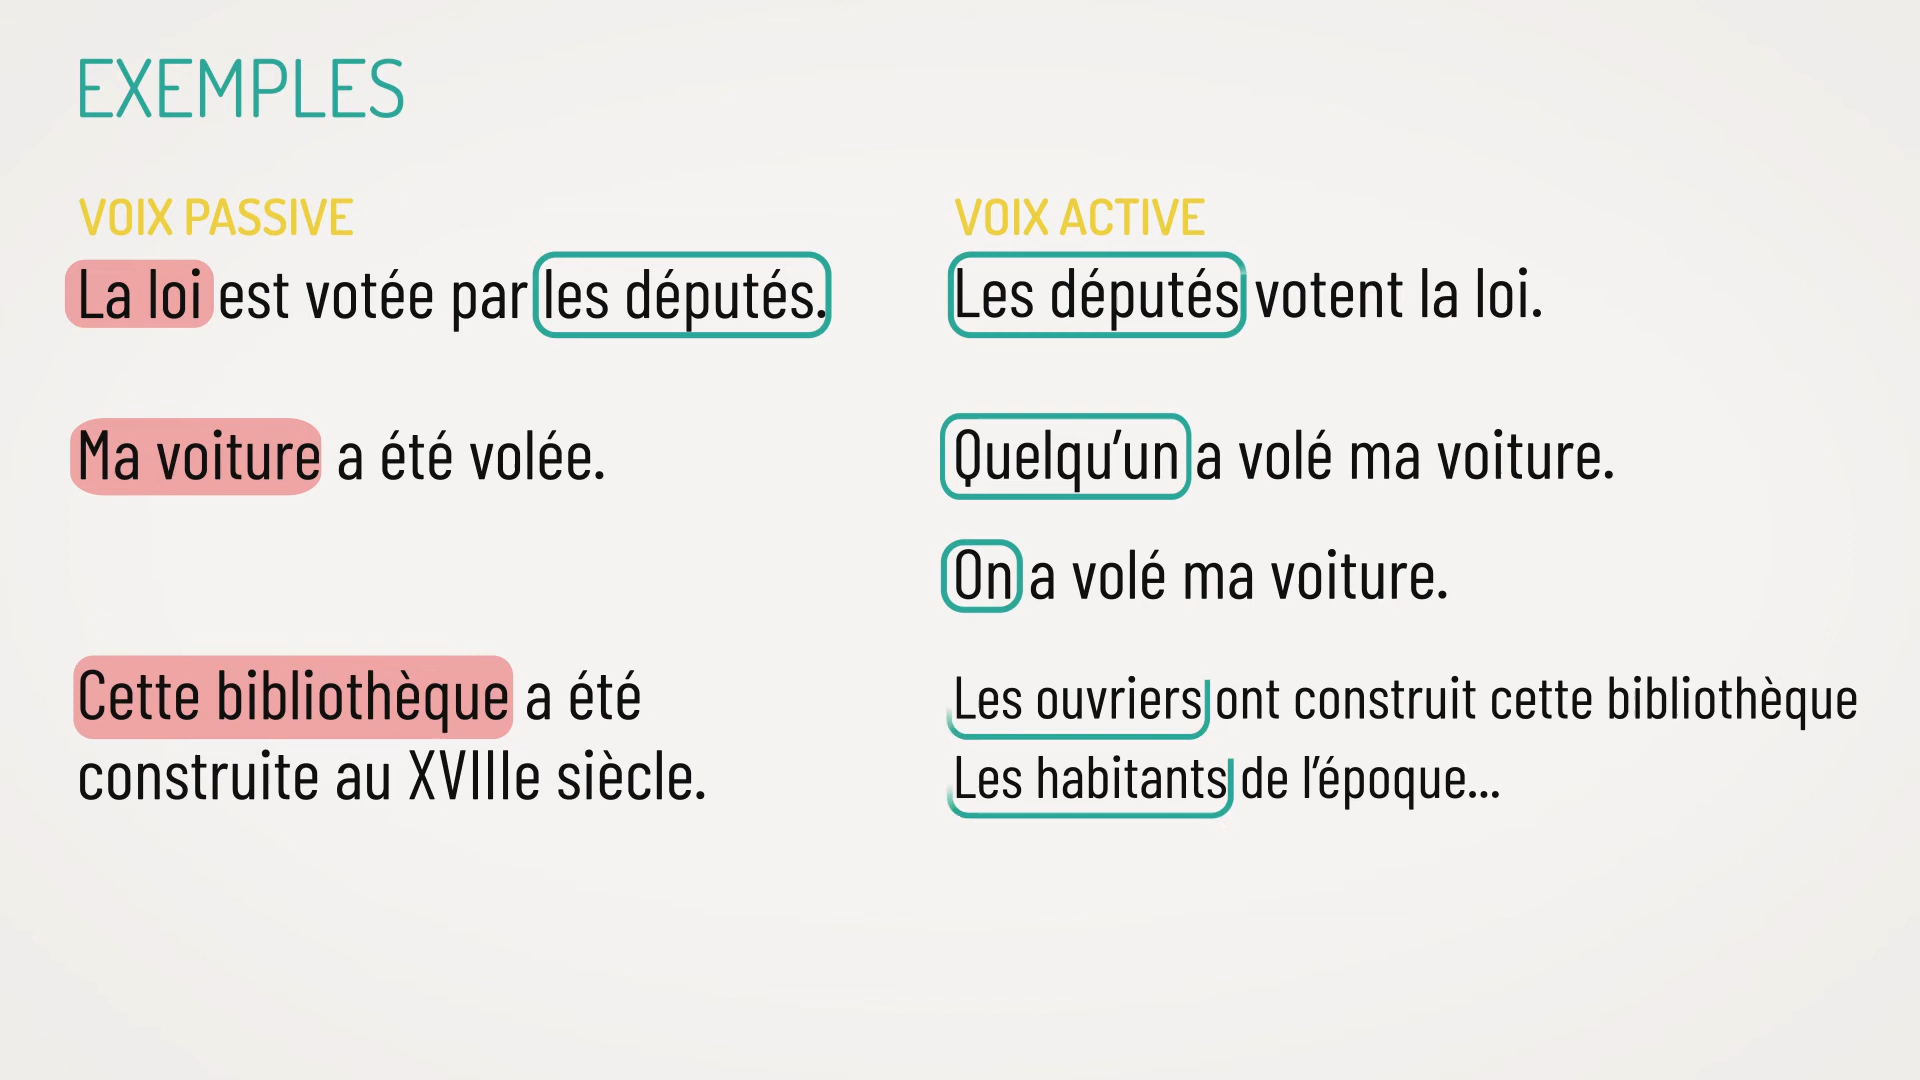 EXEMPLES
VOIX PASSIVE
La loi est votée par les députés.
Ma voiture a été volée.
Cette bibliothèque a été
construite au XVIIIe siècle.
VOIX ACTIVE
Les députés votent la loi.
Quelqu'un a volé ma voiture.
On a volé ma voiture.
Les ouvriers ont construit cette bibliothèque
Les habitants de l'époque...